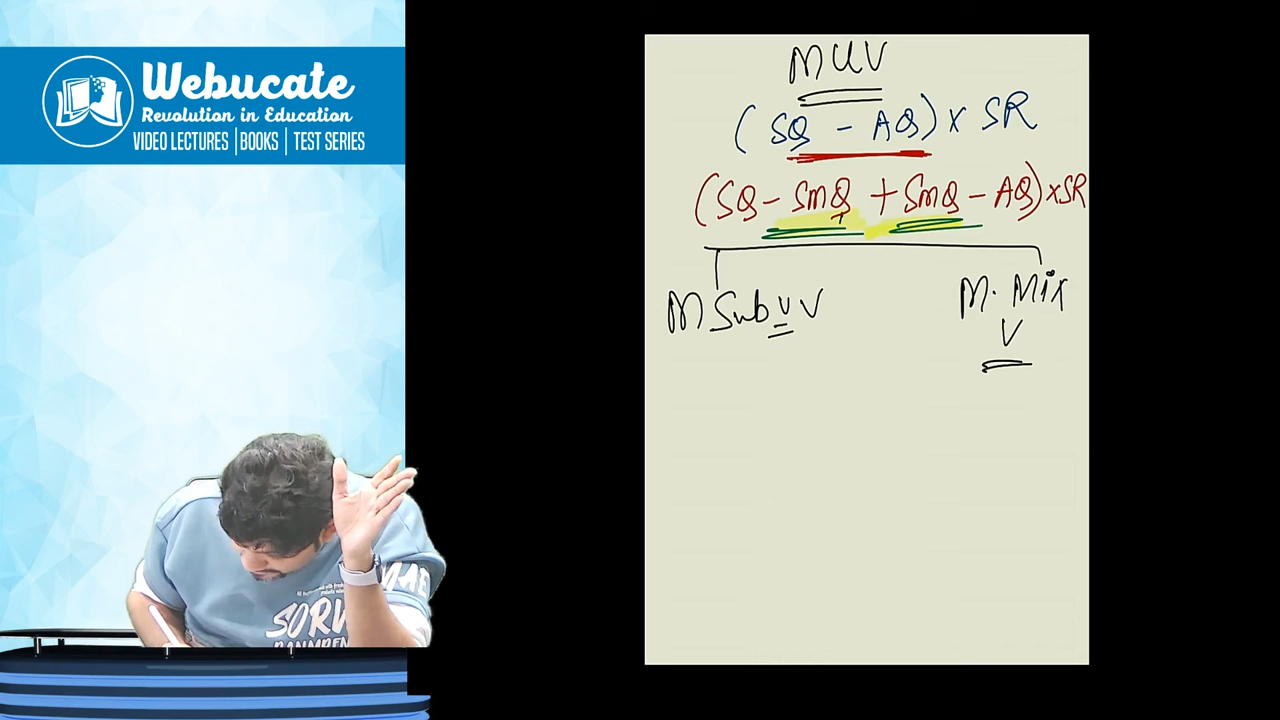 Webucate
Revolution in Education
VIDEO LECTURES | BOOKS | TEST SERIES
MUV
(SQ - AQ) x SR
(SQ - SMQ + SMQ - AQ) x SR
M Sub U V
M. Mix
V
SORV